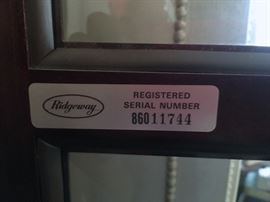 Ridgeway
REGISTERED
SERIAL NUMBER
86011744